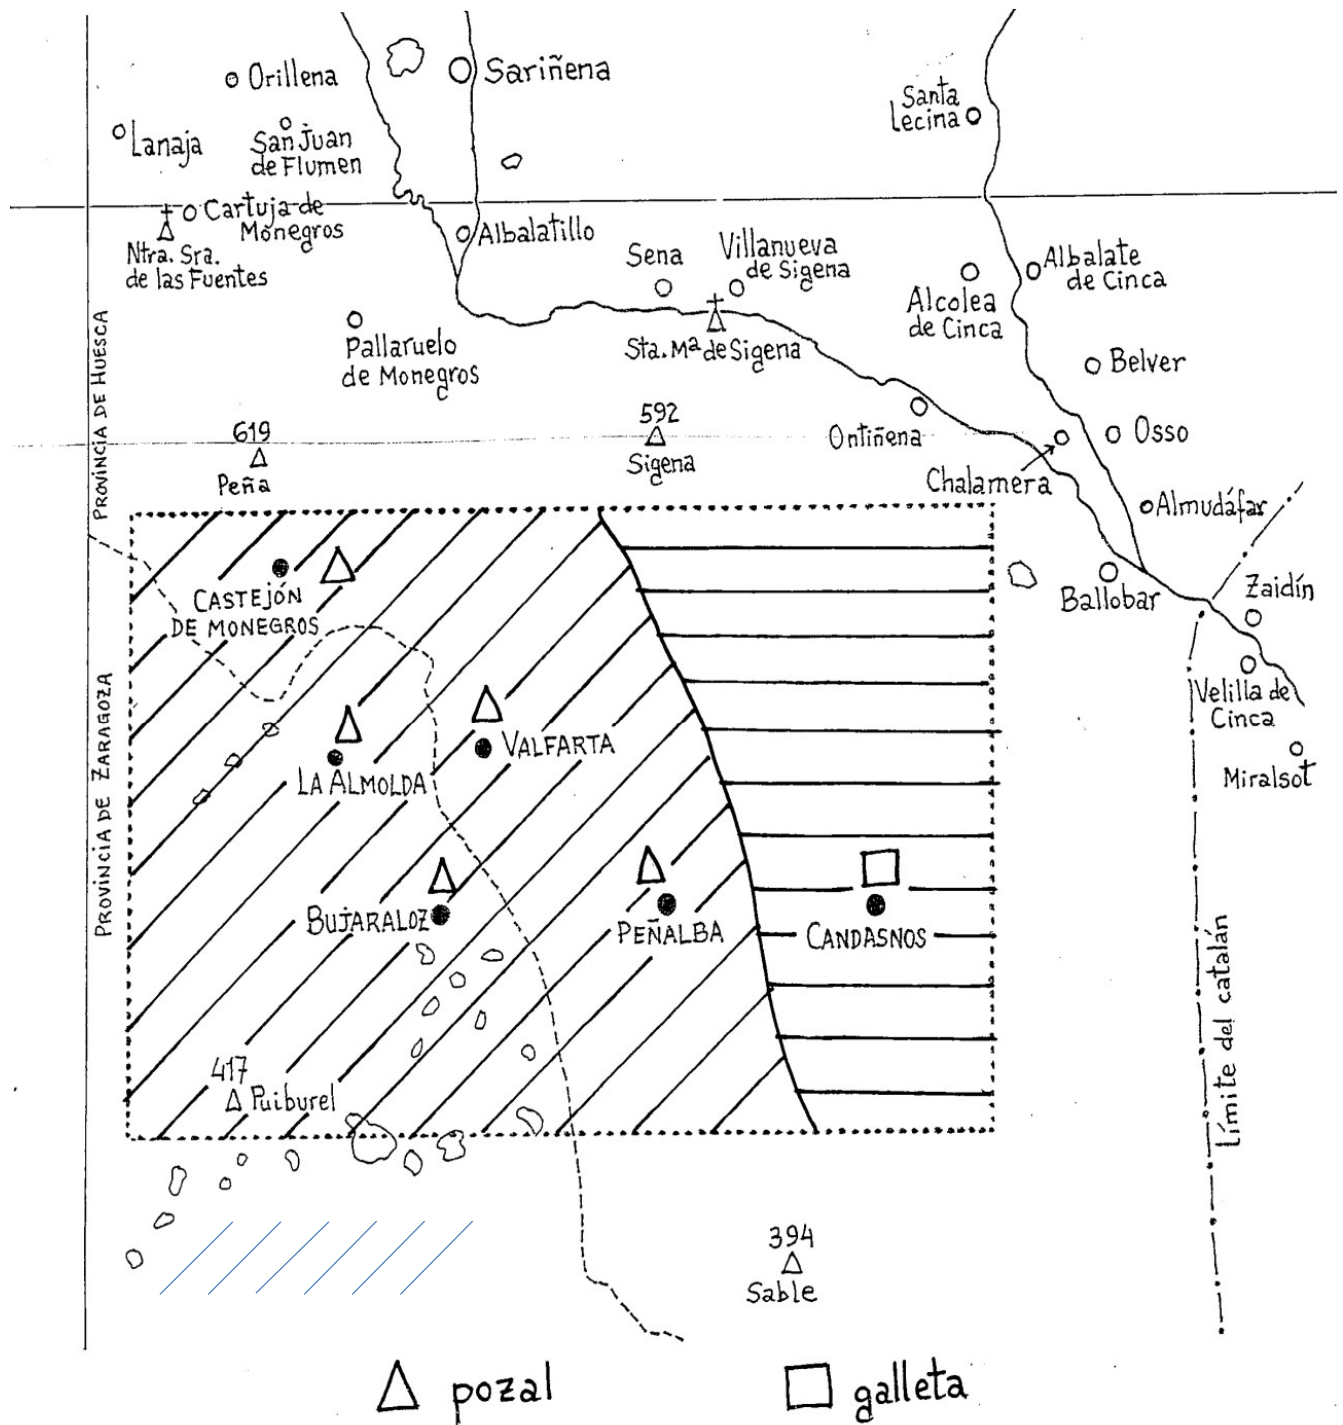 Orillena
Sariñena
Santa
Lecina
Lanaja
San Juan
de Flumen
Cartuja de
Monegros
Ntra. Sra.
de las Fuentes
Albalatillo
Sena
Villanueva
de Sigena
Albalate
de Cinca
Alcolea
de Cinca
Pallaruelo
de Monegros
Sta. Mª de Sigena
Belver
PROVINCIA DE HUESCA
619
Peña
592
Sigena
Ontiñena
Osso
Chalamera
Almudáfar
CASTEJÓN
DE MONEGROS
Ballobar
Zaidín
Velilla de
Cinca
Miralsot
PROVINCIA DE ZARAGOZA
VALFARTA
LA ALMOLDA
BUJARALOZ
PEÑALBA
CANDASNOS
Límite del catalán
417
Puiburel
394
Sable
pozal
galleta